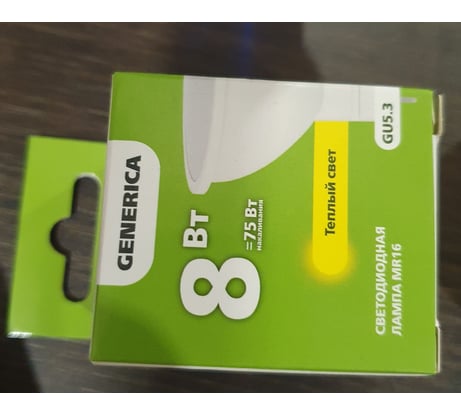 GENERICA
8 Вт
=75 Вт
накаливания
Теплый свет
СВЕТОДИОДНАЯ
ЛАМПА MR16
GU5.3